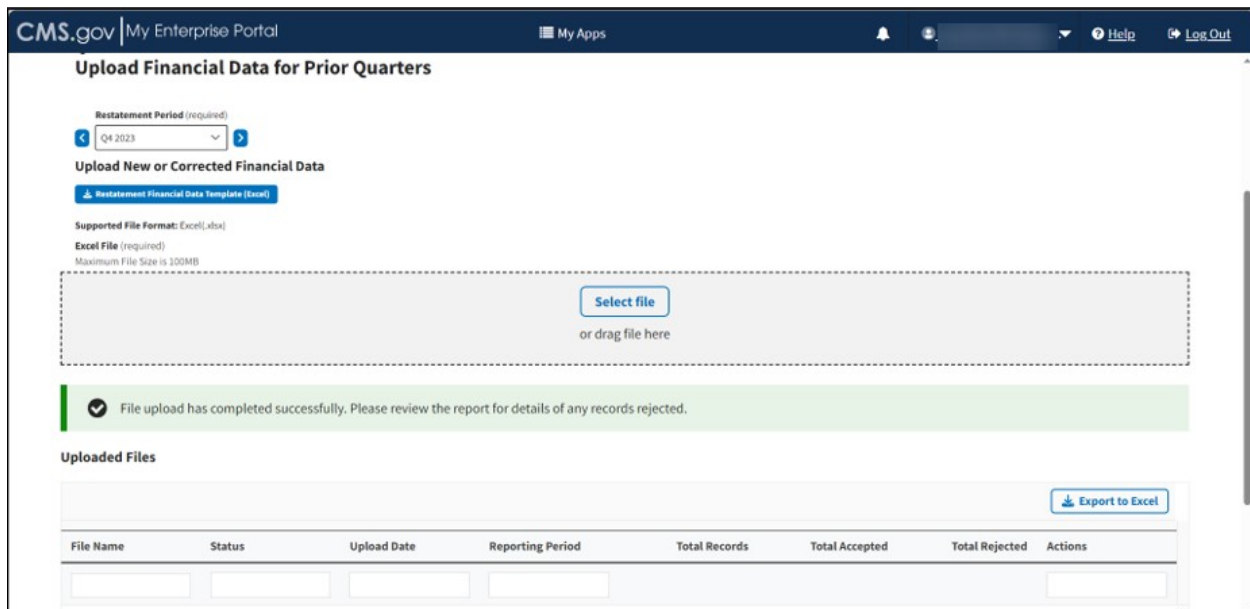 CMS.gov My Enterprise Portal My Apps Help Log Out
Upload Financial Data for Prior Quarters
Restatement Period (required)
Q4 2023
Upload New or Corrected Financial Data
Restatement Financial Data Template (Excel)
Supported File Format: Excel(.xlsx)
Excel File (required)
Maximum File Size is 100MB
Select file
or drag file here
File upload has completed successfully. Please review the report for details of any records rejected.
Uploaded Files
Export to Excel
File Name Status Upload Date Reporting Period Total Records Total Accepted Total Rejected Actions